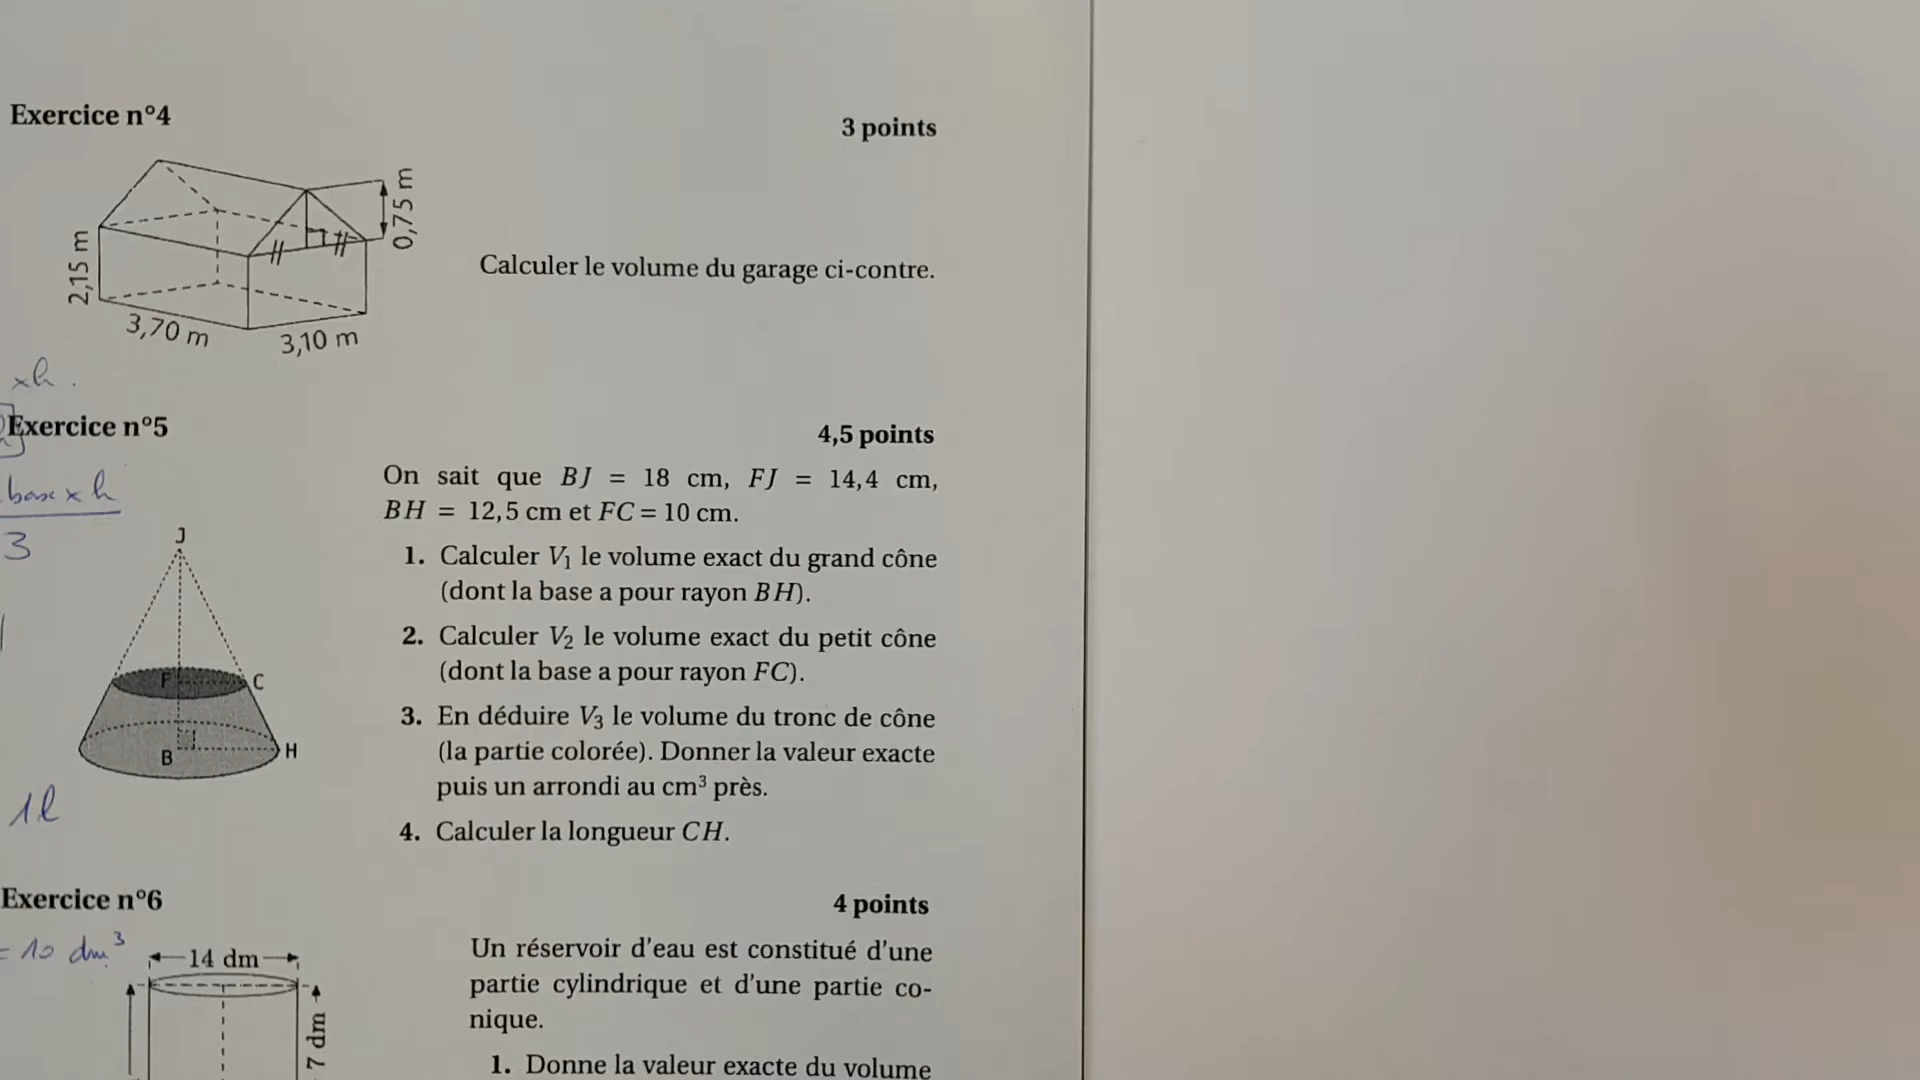 Exercice n°4
3 points
0,75 m
2,15 m
Calculer le volume du garage ci-contre.
3,70 m
3,10 m
xh.
Exercice n°5
4,5 points
base x h
3
On sait que BJ = 18 cm, FJ = 14,4 cm,
BH = 12,5 cm et FC = 10 cm.
1. Calculer V₁ le volume exact du grand cône
(dont la base a pour rayon BH).
2. Calculer V₂ le volume exact du petit cône
(dont la base a pour rayon FC).
3. En déduire V₃ le volume du tronc de cône
(la partie colorée). Donner la valeur exacte
puis un arrondi au cm³ près.
4. Calculer la longueur CH.
J
F
C
B
H
1l
Exercice n°6
4 points
= 10 dm³
14 dm
7 dm
Un réservoir d'eau est constitué d'une
partie cylindrique et d'une partie co-
nique.
1. Donne la valeur exacte du volume